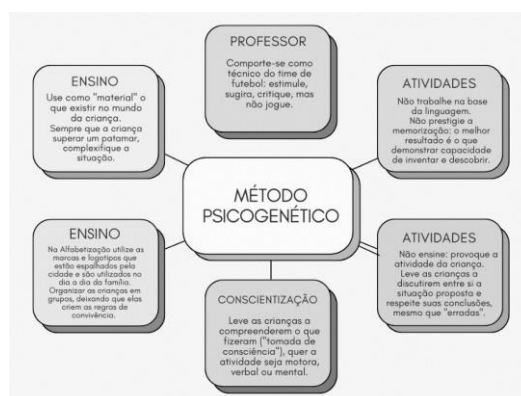 PROFESSOR
Comporte-se como
técnico do time de
futebol: estimule,
sugira, critique, mas
não jogue.
ENSINO
Use como "material" o
que existir no mundo
da criança.
Sempre que a criança
superar um patamar,
complexifique a
situação.
ATIVIDADES
Não trabalhe na base
da linguagem.
Não prestigie a
memorização: o melhor
resultado é o que
demonstrar capacidade
de inventar e descobrir.
MÉTODO
PSICOGENÉTICO
ENSINO
Na Alfabetização utilize as
marcas e logotipos que
estão espalhados pela
cidade e são utilizados no
dia a dia da família.
Organizar as crianças em
grupos, deixando que elas
criem as regras de
convivência.
ATIVIDADES
Não ensine: provoque a
atividade da criança.
Leve as crianças a
discutirem entre si a
situação proposta e
respeite suas conclusões,
mesmo que "erradas".
CONSCIENTIZAÇÃO
Leve as crianças a
compreenderem o que
fizeram ("tomada de
consciência"), quer a
atividade seja motora,
verbal ou mental.